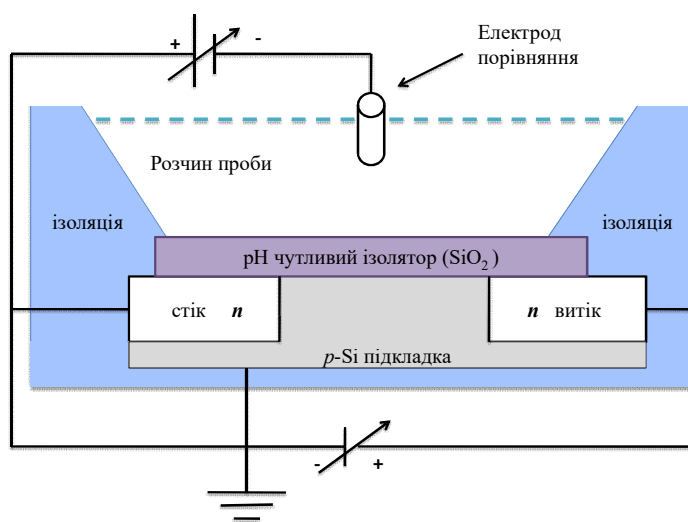 + -
Електрод
порівняння
Розчин проби
ізоляція
ізоляція
pH чутливий ізолятор (SiO₂)
стік n
n витік
p-Si підкладка
- +